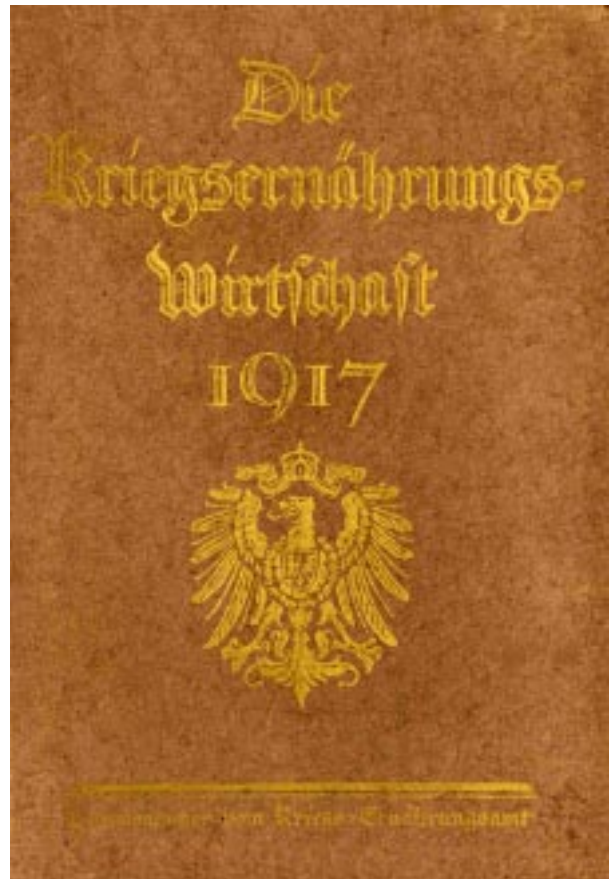 Die
Kriegsernährungs-
Wirtschaft
1917
Herausgegeben vom Kriegs-Ernährungsamt